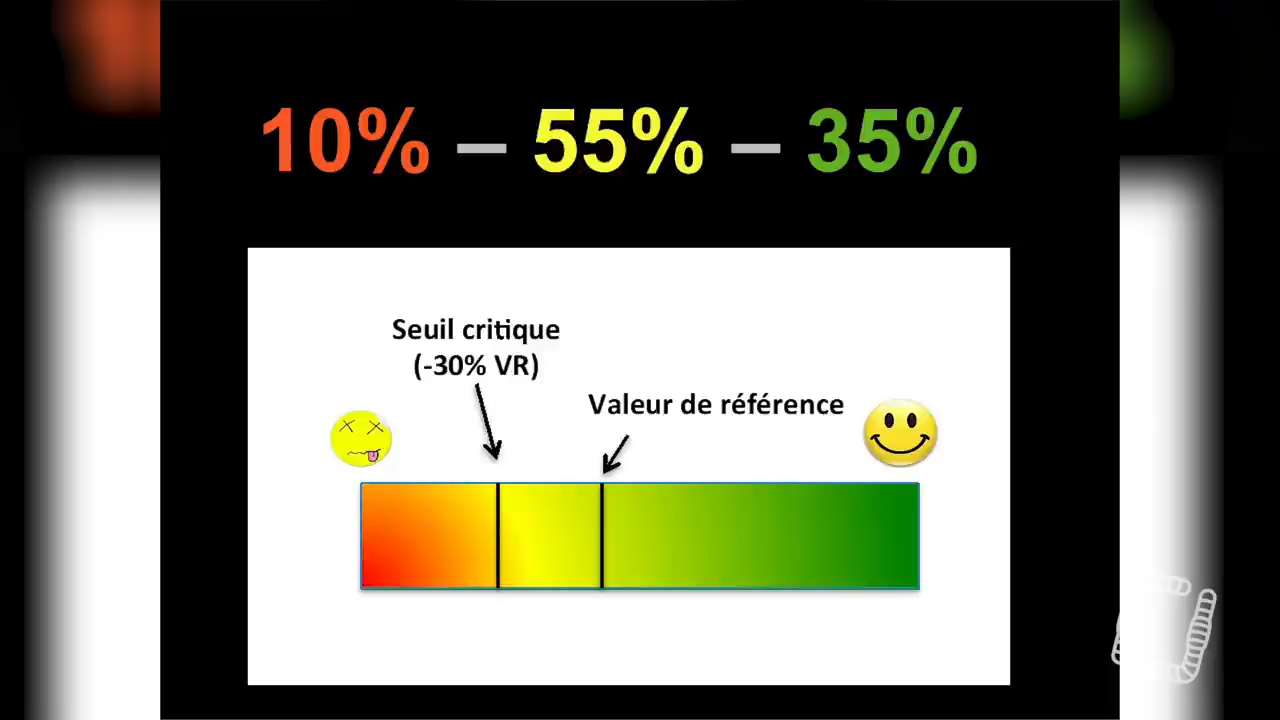 10% – 55% – 35%
Seuil critique
(-30% VR)
Valeur de référence